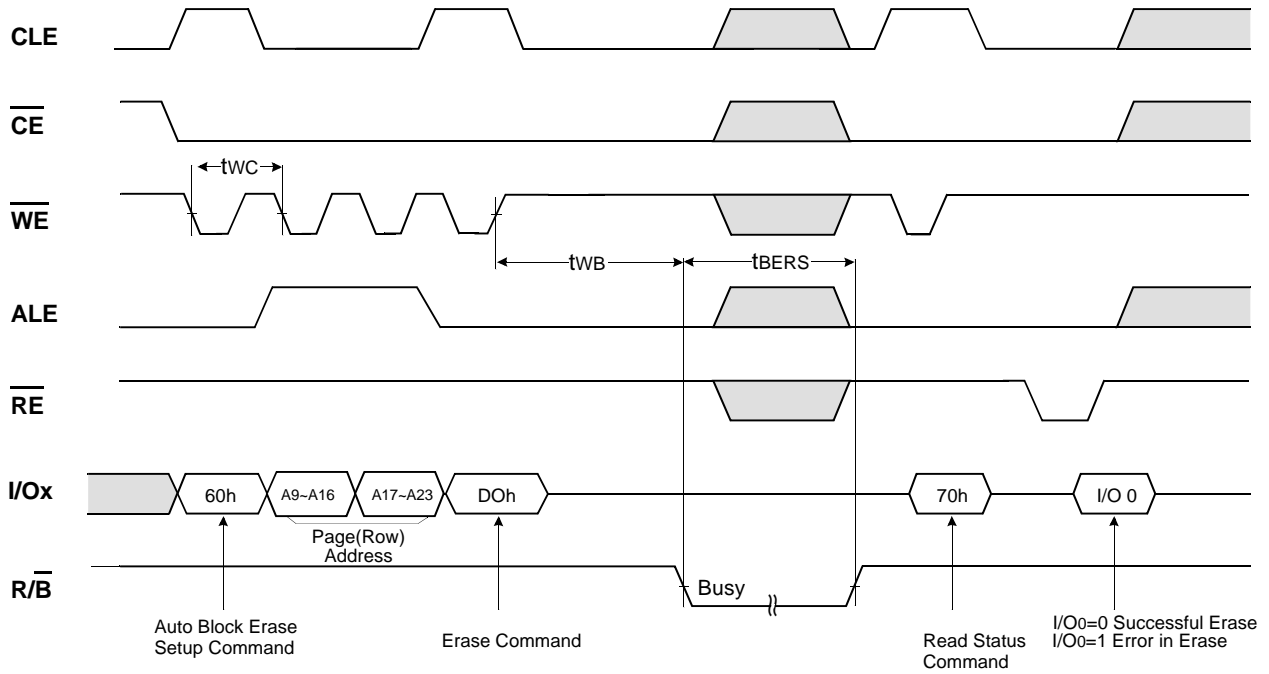 CLE
CE
tWC
WE
tWB
tBERS
ALE
RE
I/Ox
60h
A9~A16
A17~A23
DOh
70h
I/O 0
Page(Row)
Address
R/B
Busy
Auto Block Erase
Setup Command
Erase Command
Read Status
Command
I/O0=0 Successful Erase
I/O0=1 Error in Erase